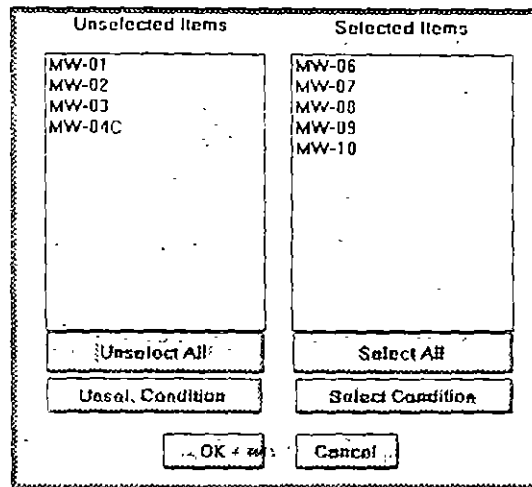 Unselected Items
Selected Items
MW-01
MW-02
MW-03
MW-04C
MW-06
MW-07
MW-08
MW-09
MW-10
Unselect All
Select All
Unsel. Condition
Select Condition
OK
Cancel